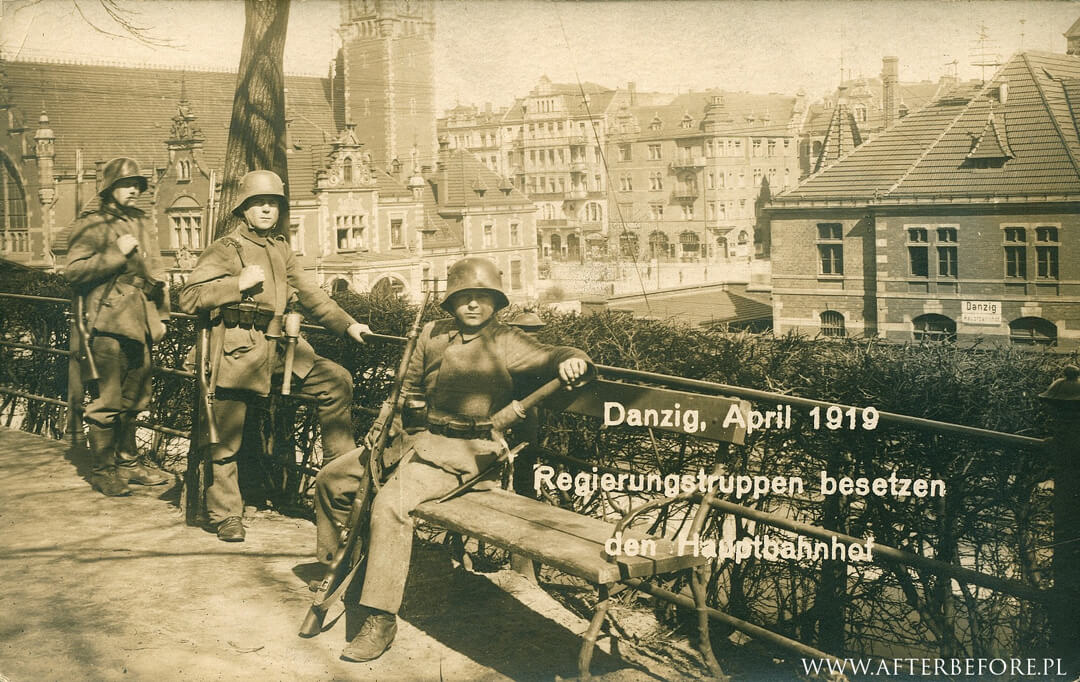 Danzig
Danzig, April 1919
Regierungstruppen besetzen
den Hauptbahnhof
WWW.AFTERBEFORE.PL